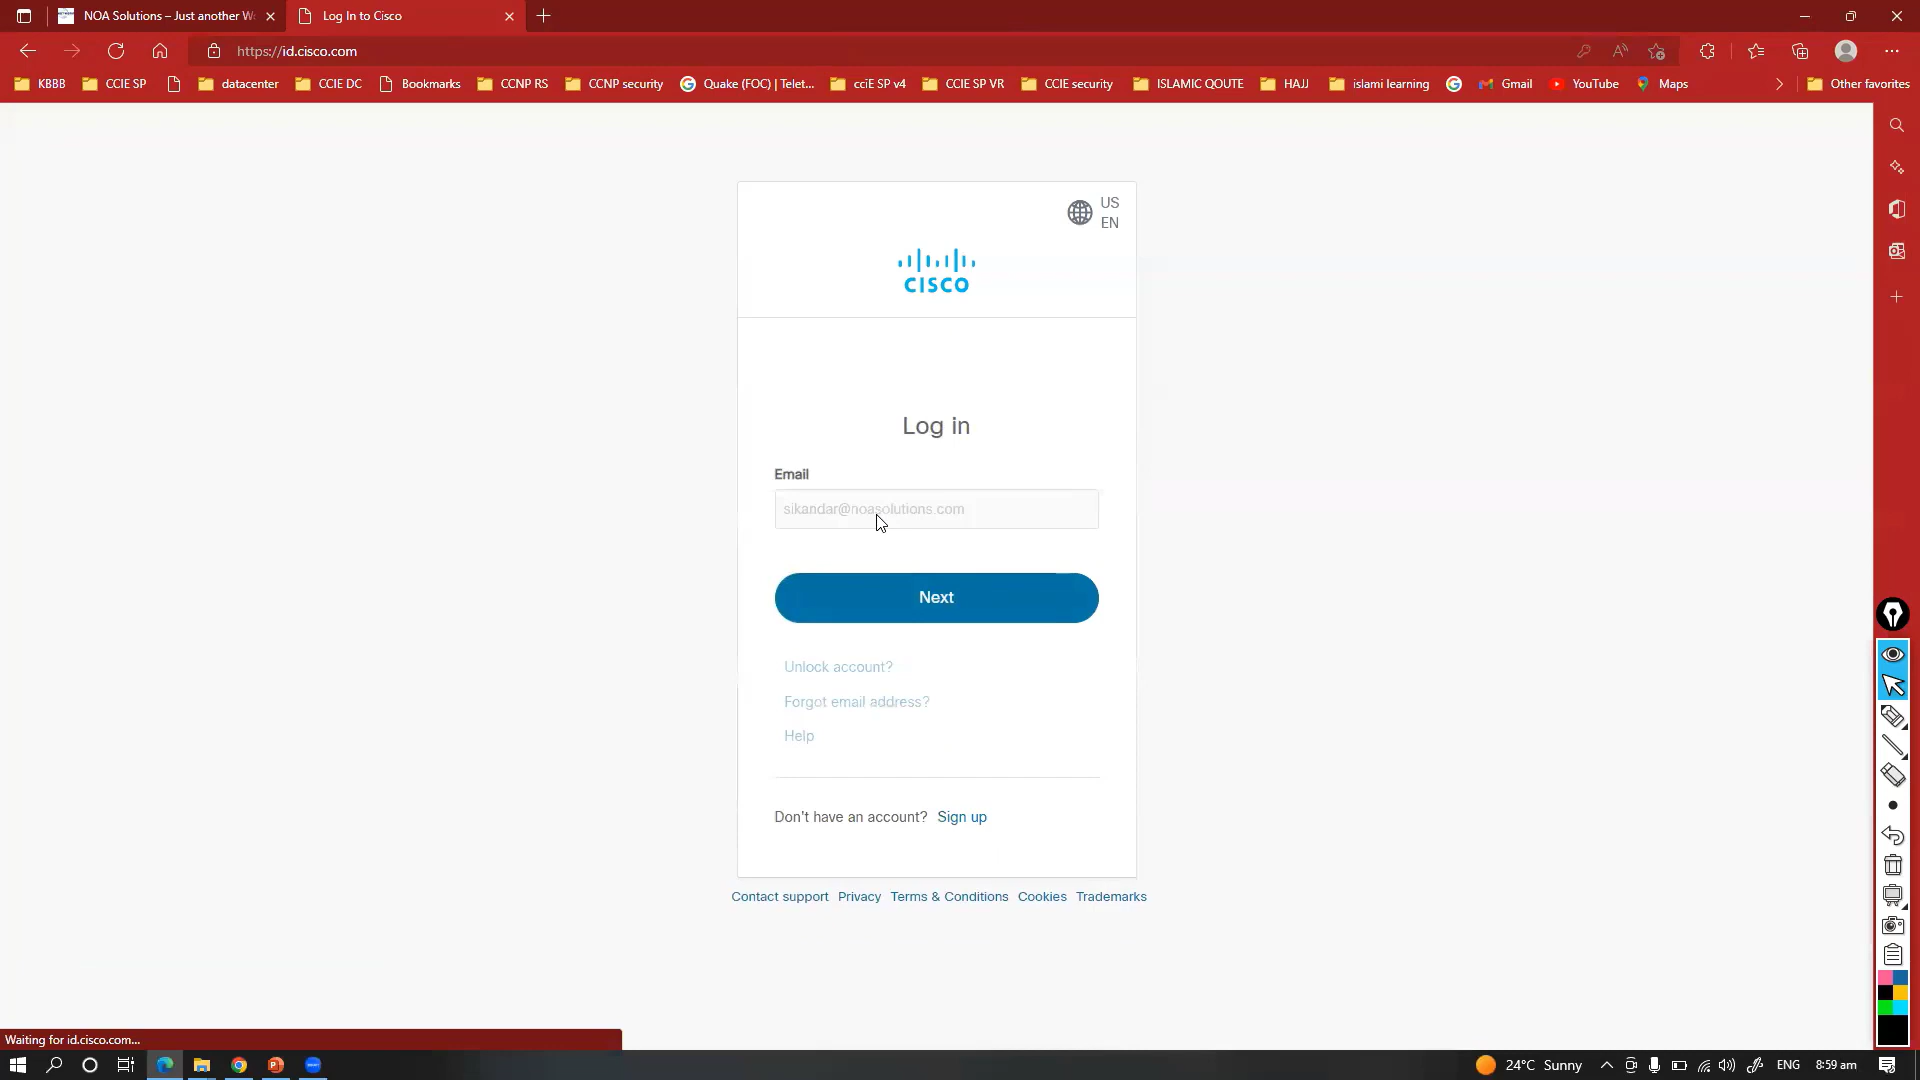 NOA Solutions – Just another W
Log In to Cisco
https://id.cisco.com
KBBB
CCIE SP
datacenter
CCIE DC
Bookmarks
CCNP RS
CCNP security
Quake (FOC) | Telet...
cciE SP v4
CCIE SP VR
CCIE security
ISLAMIC QOUTE
HAJJ
islami learning
Gmail
YouTube
Maps
Other favorites
US
EN
CISCO
Log in
Email
sikandar@noasolutions.com
Next
Unlock account?
Forgot email address?
Help
Don't have an account? Sign up
Contact support Privacy Terms & Conditions Cookies Trademarks
Waiting for id.cisco.com...
24°C Sunny
ENG
8:59 am